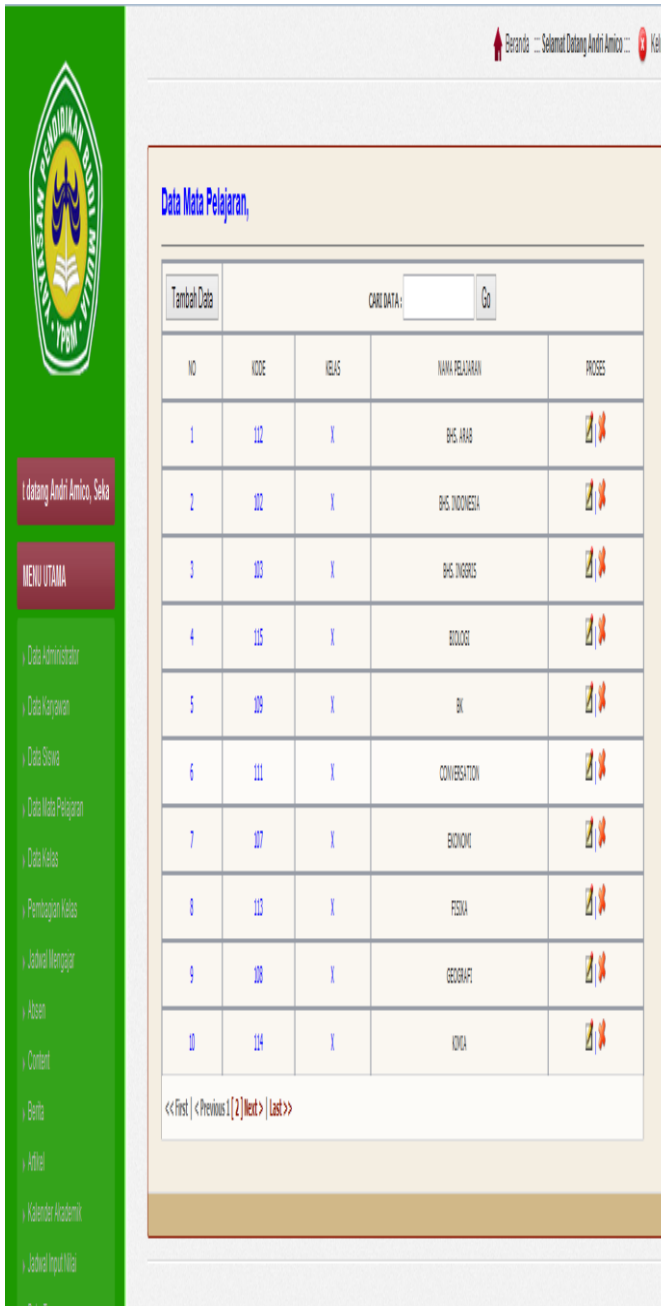 Beranda ::: Selamat Datang Andri Amico :::
YAYASAN PENDIDIKAN BUDI MULIA
YPBM
t datang Andri Amico, Seka
MENU UTAMA
› Data Administrator
› Data Karyawan
› Data Siswa
› Data Mata Pelajaran
› Data Kelas
› Pembagian Kelas
› Jadwal Mengajar
› Absen
› Content
› Berita
› Artikel
› Kalender Akademik
› Jadwal Input Nilai
Data Mata Pelajaran,
Tambah Data CARI DATA : Go
NO KODE KELAS NAMA PELAJARAN PROSES
1 112 X BHS. ARAB |
2 102 X BHS. INDONESIA |
3 103 X BHS. INGGRIS |
4 115 X BIOLOGI |
5 109 X BK |
6 111 X CONVERSATION |
7 107 X EKONOMI |
8 113 X FISIKA |
9 108 X GEOGRAFI |
10 114 X KIMIA |
<< First | < Previous 1 [ 2 ] Next > | Last >>